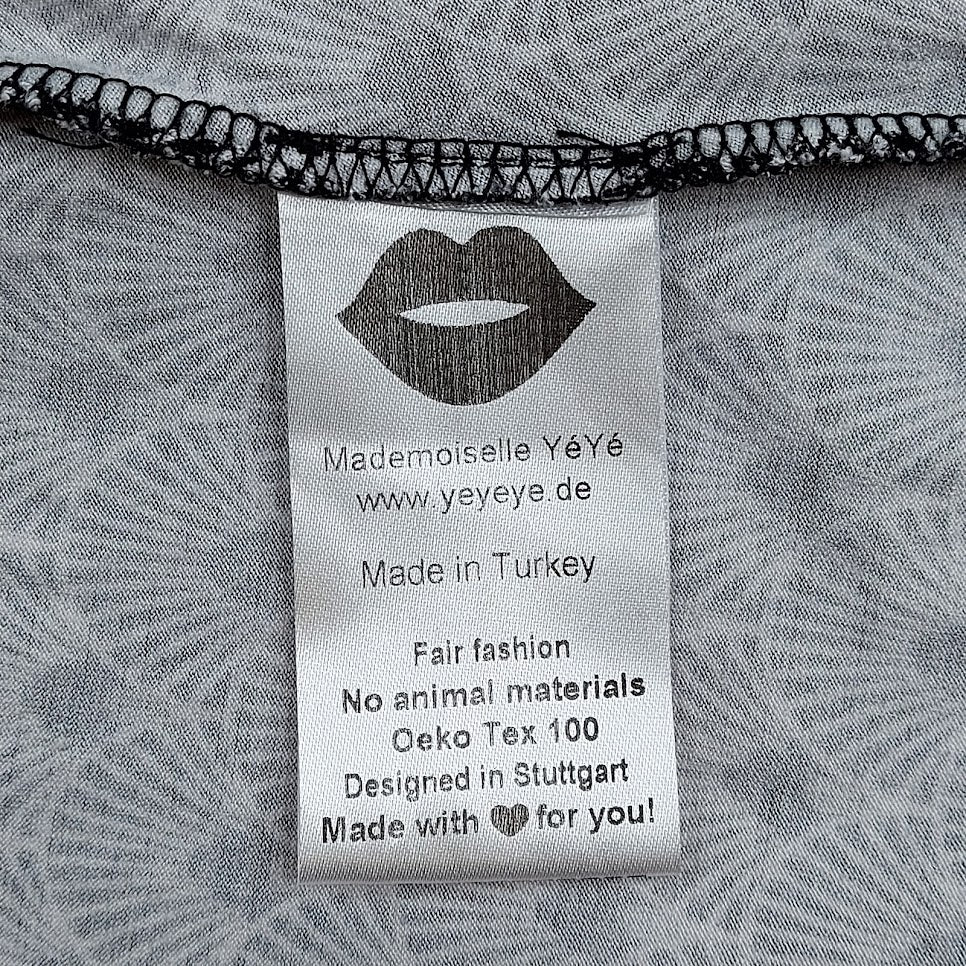 Mademoiselle YéYé
www.yeyeye.de
Made in Turkey
Fair fashion
No animal materials
Oeko Tex 100
Designed in Stuttgart
Made with ♥ for you!